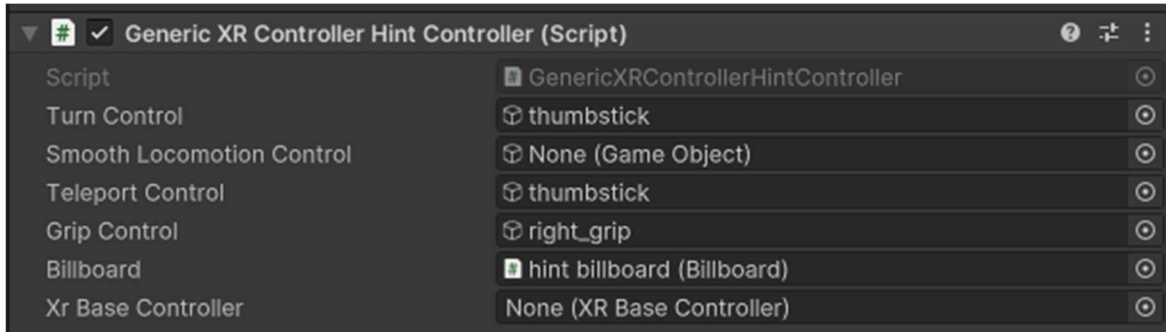 Generic XR Controller Hint Controller (Script)
Script GenericXRControllerHintController
Turn Control thumbstick
Smooth Locomotion Control None (Game Object)
Teleport Control thumbstick
Grip Control right_grip
Billboard hint billboard (Billboard)
Xr Base Controller None (XR Base Controller)